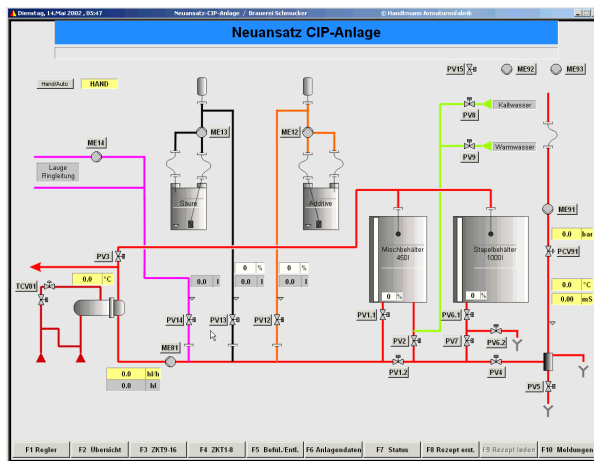 Dienstag, 14.Mai 2002 , 05:47 Neuansatz-CIP-Anlage / Brauerei Schmucker © Handtmann Armaturenfabrik
Neuansatz CIP-Anlage
PV15 ME92 ME93
Hand/Auto HAND
PV8 Kaltwasser
ME13 ME12
ME14
PV9 Warmwasser
Lauge
Ringleitung
Säure Additive
ME91
0.0 bar
Mischbehälter
450l
Stapelbehälter
1000l
PV3 PCV91
0 % 0 %
0.0 °C 0.0 l 0.0 l 0.0 l 0.0 °C
TCV81
0 % 0 % 0.00 mS
PV14 PV13 PV12 PV1.1 PV6.1
PV2 PV7 PV6.2
ME81
PV1.2 PV4
0.0 hl/h
0.0 hl
PV5
F1 Regler F2 Übersicht F3 ZKT9-16 F4 ZKT1-8 F5 Befüll./Entl. F6 Anlagendaten F7 Status F8 Rezept erst. F9 Rezept laden F10 Meldungen